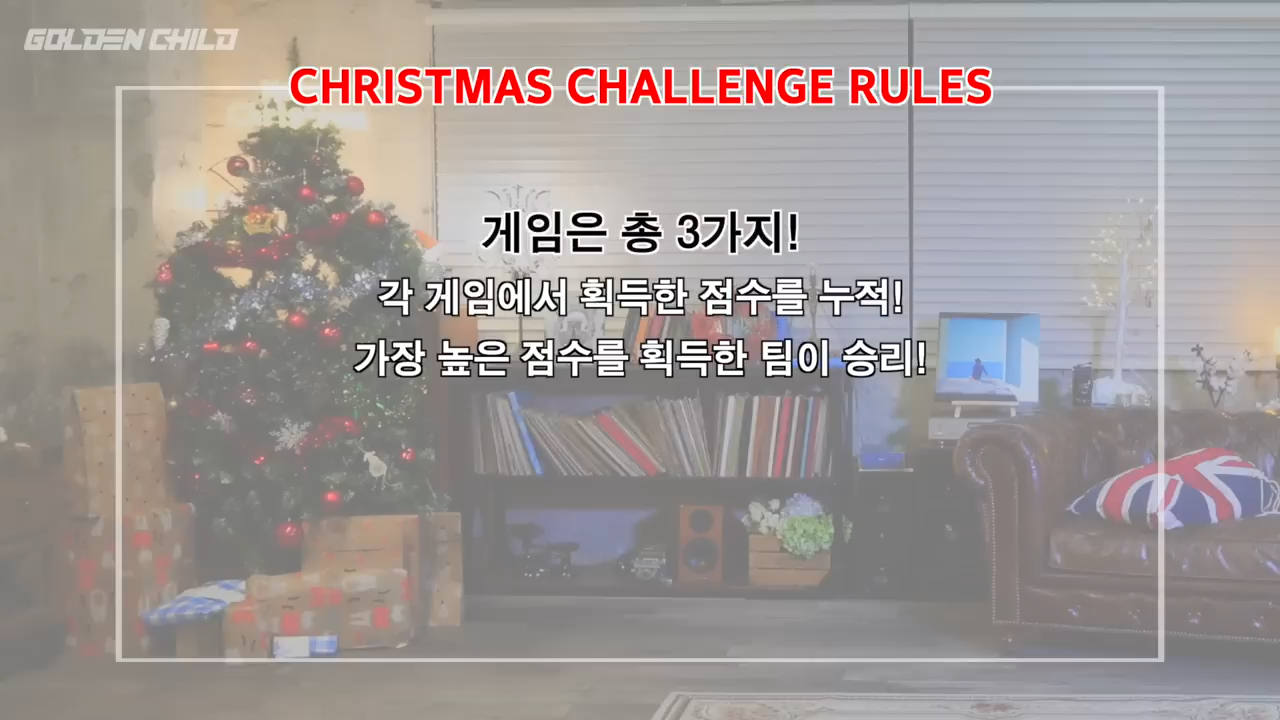 GOLDEN CHILD
CHRISTMAS CHALLENGE RULES
게임은 총 3가지!
각 게임에서 획득한 점수를 누적!
가장 높은 점수를 획득한 팀이 승리!